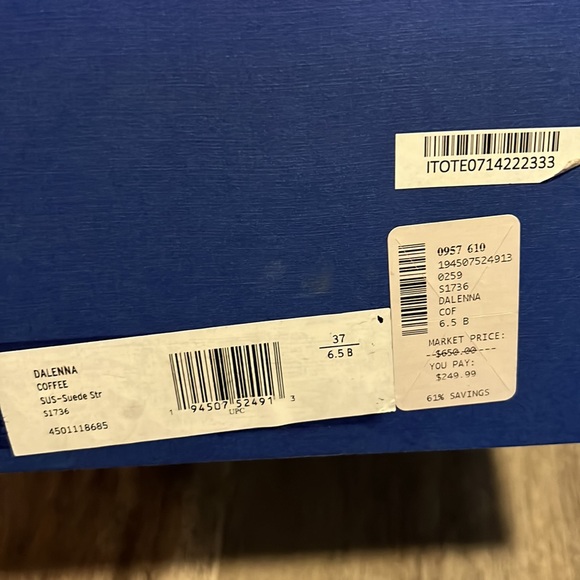 ITOTE0714222333
0957 610
194507524913
0259
S1736
DALENNA
COF
6.5 B
MARKET PRICE:
$650.00
YOU PAY:
$249.99
61% SAVINGS
DALENNA
COFFEE
SUS-Suede Str
S1736
4501118685
1 94507 52491 3
UPC
37
6.5 B